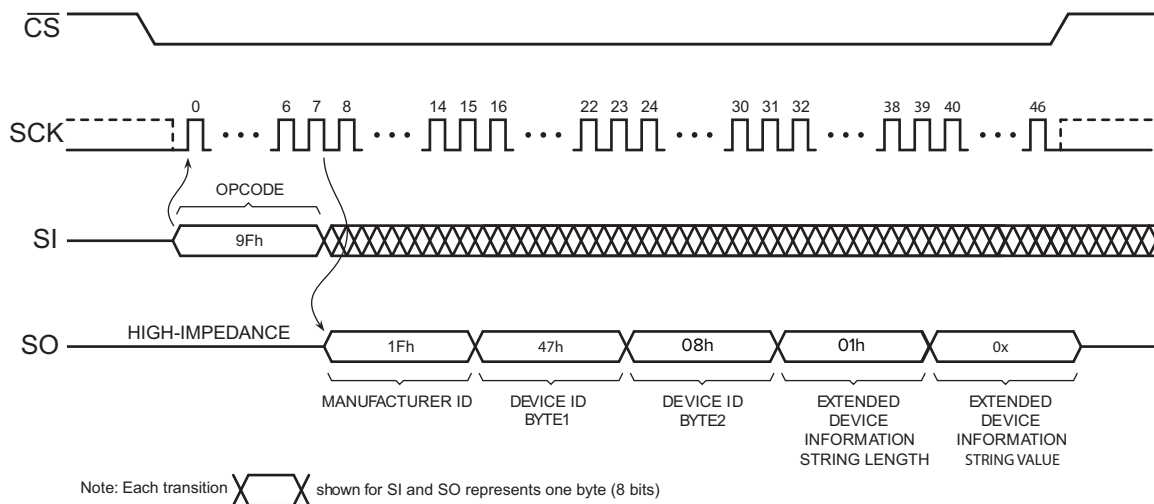 CS
0 6 7 8 14 15 16 22 23 24 30 31 32 38 39 40 46
SCK
OPCODE
SI
9Fh
HIGH-IMPEDANCE
SO
1Fh 47h 08h 01h 0x
MANUFACTURER ID
DEVICE ID
BYTE1
DEVICE ID
BYTE2
EXTENDED
DEVICE
INFORMATION
STRING LENGTH
EXTENDED
DEVICE
INFORMATION
STRING VALUE
Note: Each transition shown for SI and SO represents one byte (8 bits)